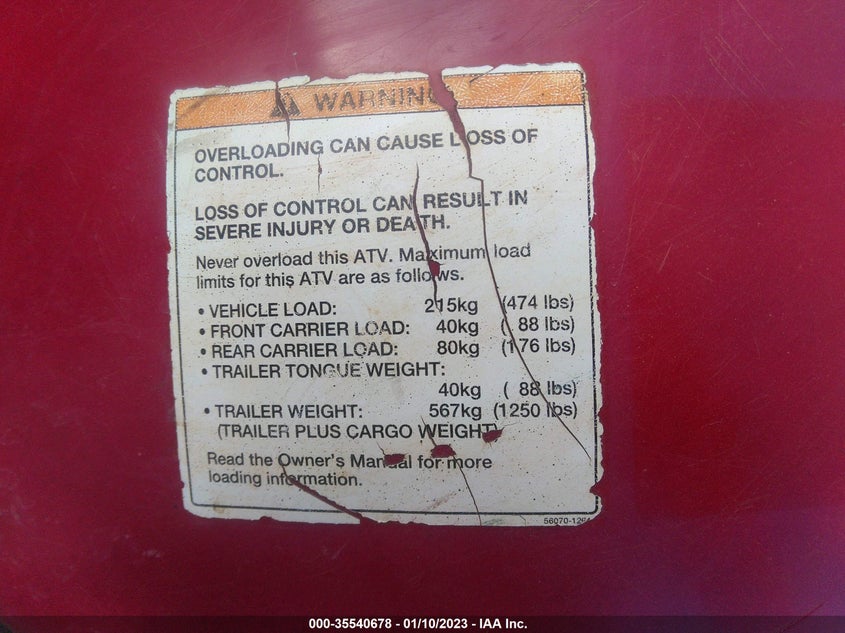 WARNING
OVERLOADING CAN CAUSE LOSS OF
CONTROL.
LOSS OF CONTROL CAN RESULT IN
SEVERE INJURY OR DEATH.
Never overload this ATV. Maximum load
limits for this ATV are as follows.
• VEHICLE LOAD: 215kg (474 lbs)
• FRONT CARRIER LOAD: 40kg ( 88 lbs)
• REAR CARRIER LOAD: 80kg (176 lbs)
• TRAILER TONGUE WEIGHT:
40kg ( 88 lbs)
• TRAILER WEIGHT: 567kg (1250 lbs)
(TRAILER PLUS CARGO WEIGHT)
Read the Owner's Manual for more
loading information.
000-35540678 - 01/10/2023 - IAA Inc.